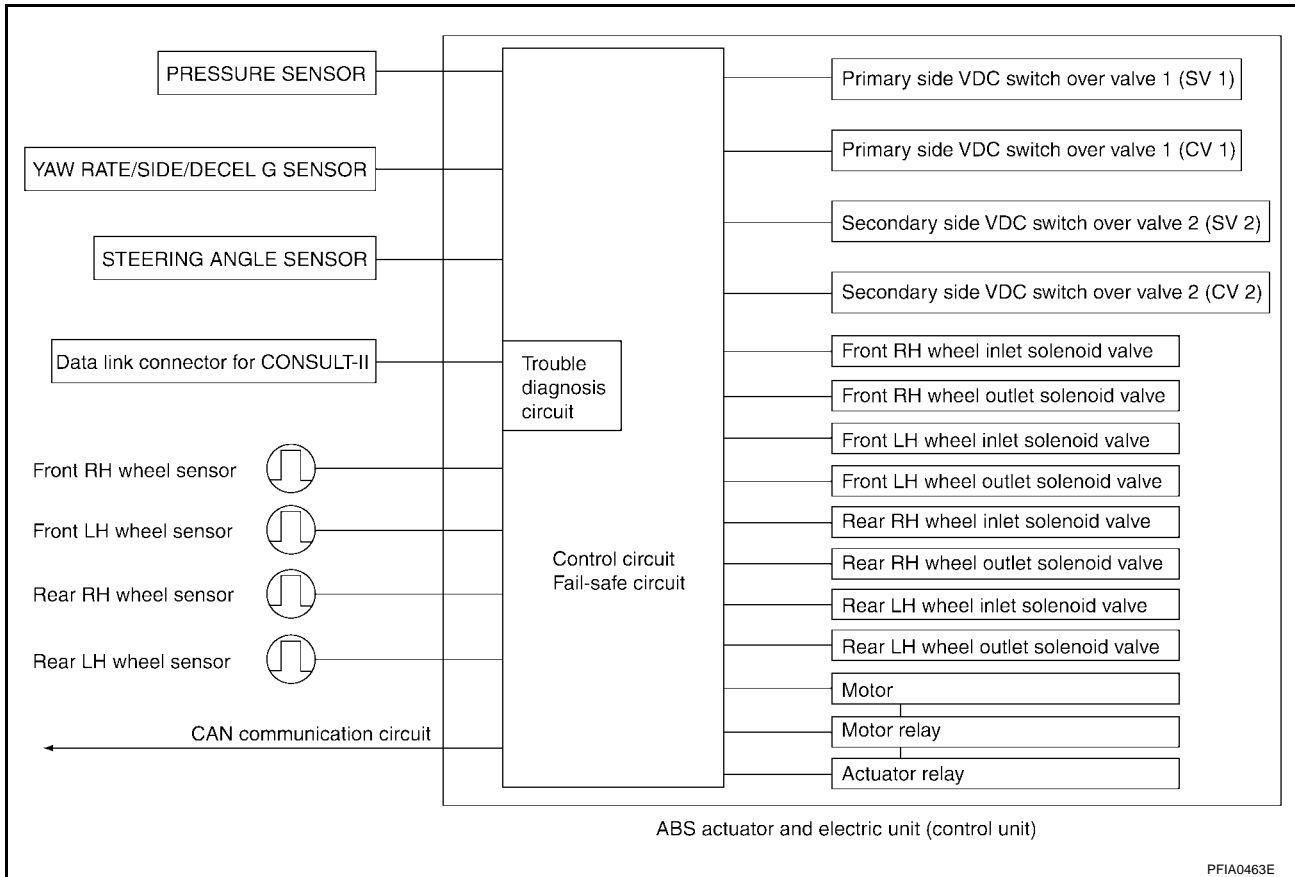 PRESSURE SENSOR
YAW RATE/SIDE/DECEL G SENSOR
STEERING ANGLE SENSOR
Data link connector for CONSULT-II
Front RH wheel sensor
Front LH wheel sensor
Rear RH wheel sensor
Rear LH wheel sensor
CAN communication circuit
Trouble
diagnosis
circuit
Control circuit
Fail-safe circuit
Primary side VDC switch over valve 1 (SV 1)
Primary side VDC switch over valve 1 (CV 1)
Secondary side VDC switch over valve 2 (SV 2)
Secondary side VDC switch over valve 2 (CV 2)
Front RH wheel inlet solenoid valve
Front RH wheel outlet solenoid valve
Front LH wheel inlet solenoid valve
Front LH wheel outlet solenoid valve
Rear RH wheel inlet solenoid valve
Rear RH wheel outlet solenoid valve
Rear LH wheel inlet solenoid valve
Rear LH wheel outlet solenoid valve
Motor
Motor relay
Actuator relay
ABS actuator and electric unit (control unit)
PFIA0463E